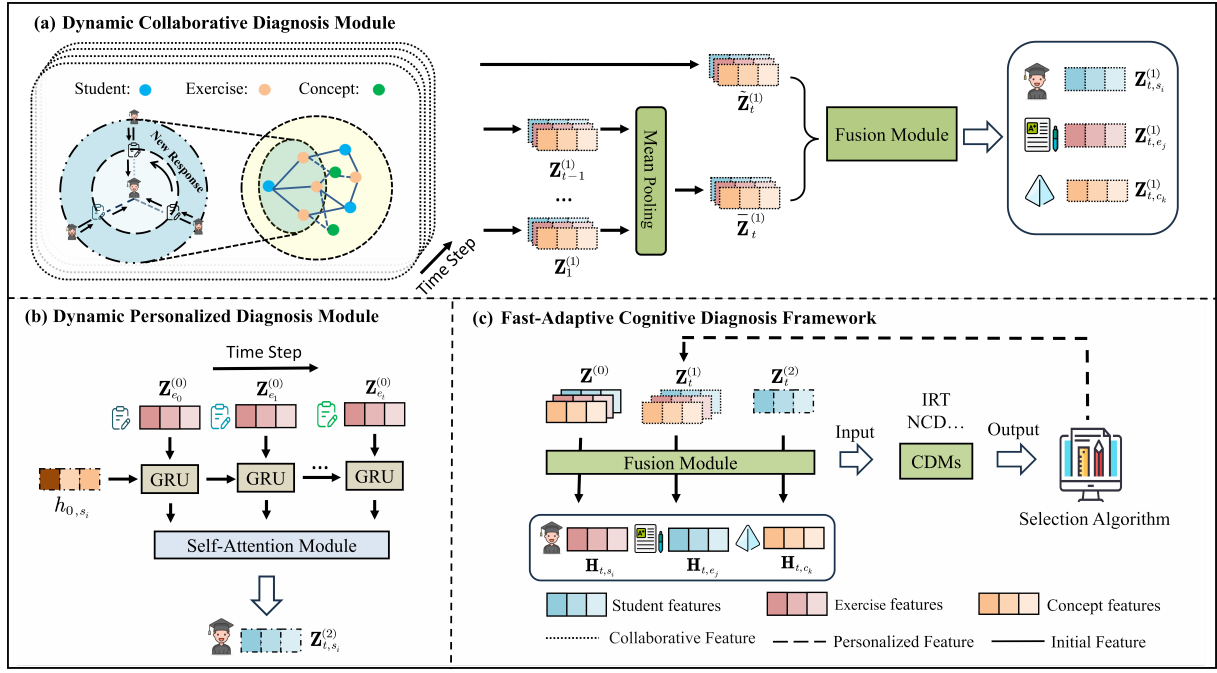 (a) Dynamic Collaborative Diagnosis Module
Student: Exercise: Concept:
New Response
Time Step
Z̃_t^{(1)}
Z_{t-1}^{(1)}
...
Z_1^{(1)}
Mean Pooling
Z̄_t^{(1)}
Fusion Module
Z_{t,s_i}^{(1)}
Z_{t,e_j}^{(1)}
Z_{t,c_k}^{(1)}
(b) Dynamic Personalized Diagnosis Module
Time Step
Z_{e_0}^{(0)} Z_{e_1}^{(0)} Z_{e_t}^{(0)}
h_{0,s_i}
GRU GRU ... GRU
Self-Attention Module
Z_{t,s_i}^{(2)}
(c) Fast-Adaptive Cognitive Diagnosis Framework
Z^{(0)} Z_t^{(1)} Z_t^{(2)}
Fusion Module
Input
IRT
NCD...
CDMs
Output
Selection Algorithm
A+
H_{t,s_i} H_{t,e_j} H_{t,c_k}
Student features Exercise features Concept features
Collaborative Feature Personalized Feature Initial Feature